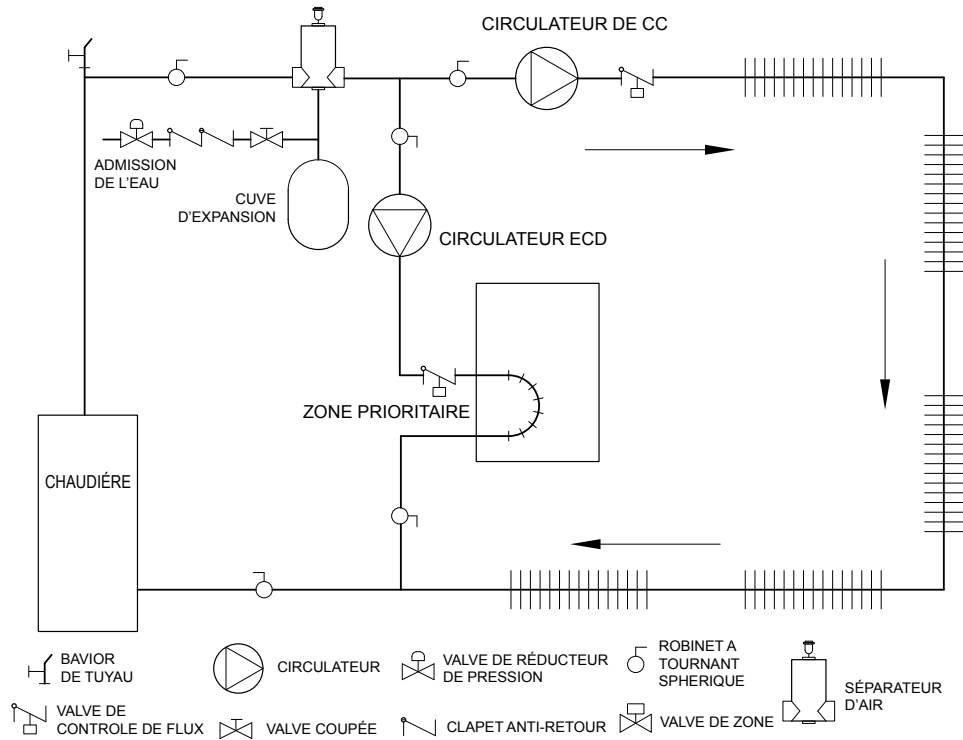 CIRCULATEUR DE CC
ADMISSION
DE L'EAU
CUVE
D'EXPANSION
CIRCULATEUR ECD
ZONE PRIORITAIRE
CHAUDIÉRE
BAVIOR
DE TUYAU
CIRCULATEUR
VALVE DE RÉDUCTEUR
DE PRESSION
ROBINET A
TOURNANT
SPHERIQUE
SÉPARATEUR
D'AIR
VALVE DE
CONTROLE DE FLUX
VALVE COUPÉE
CLAPET ANTI-RETOUR
VALVE DE ZONE